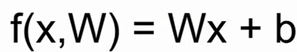 f(x,W) = Wx + b